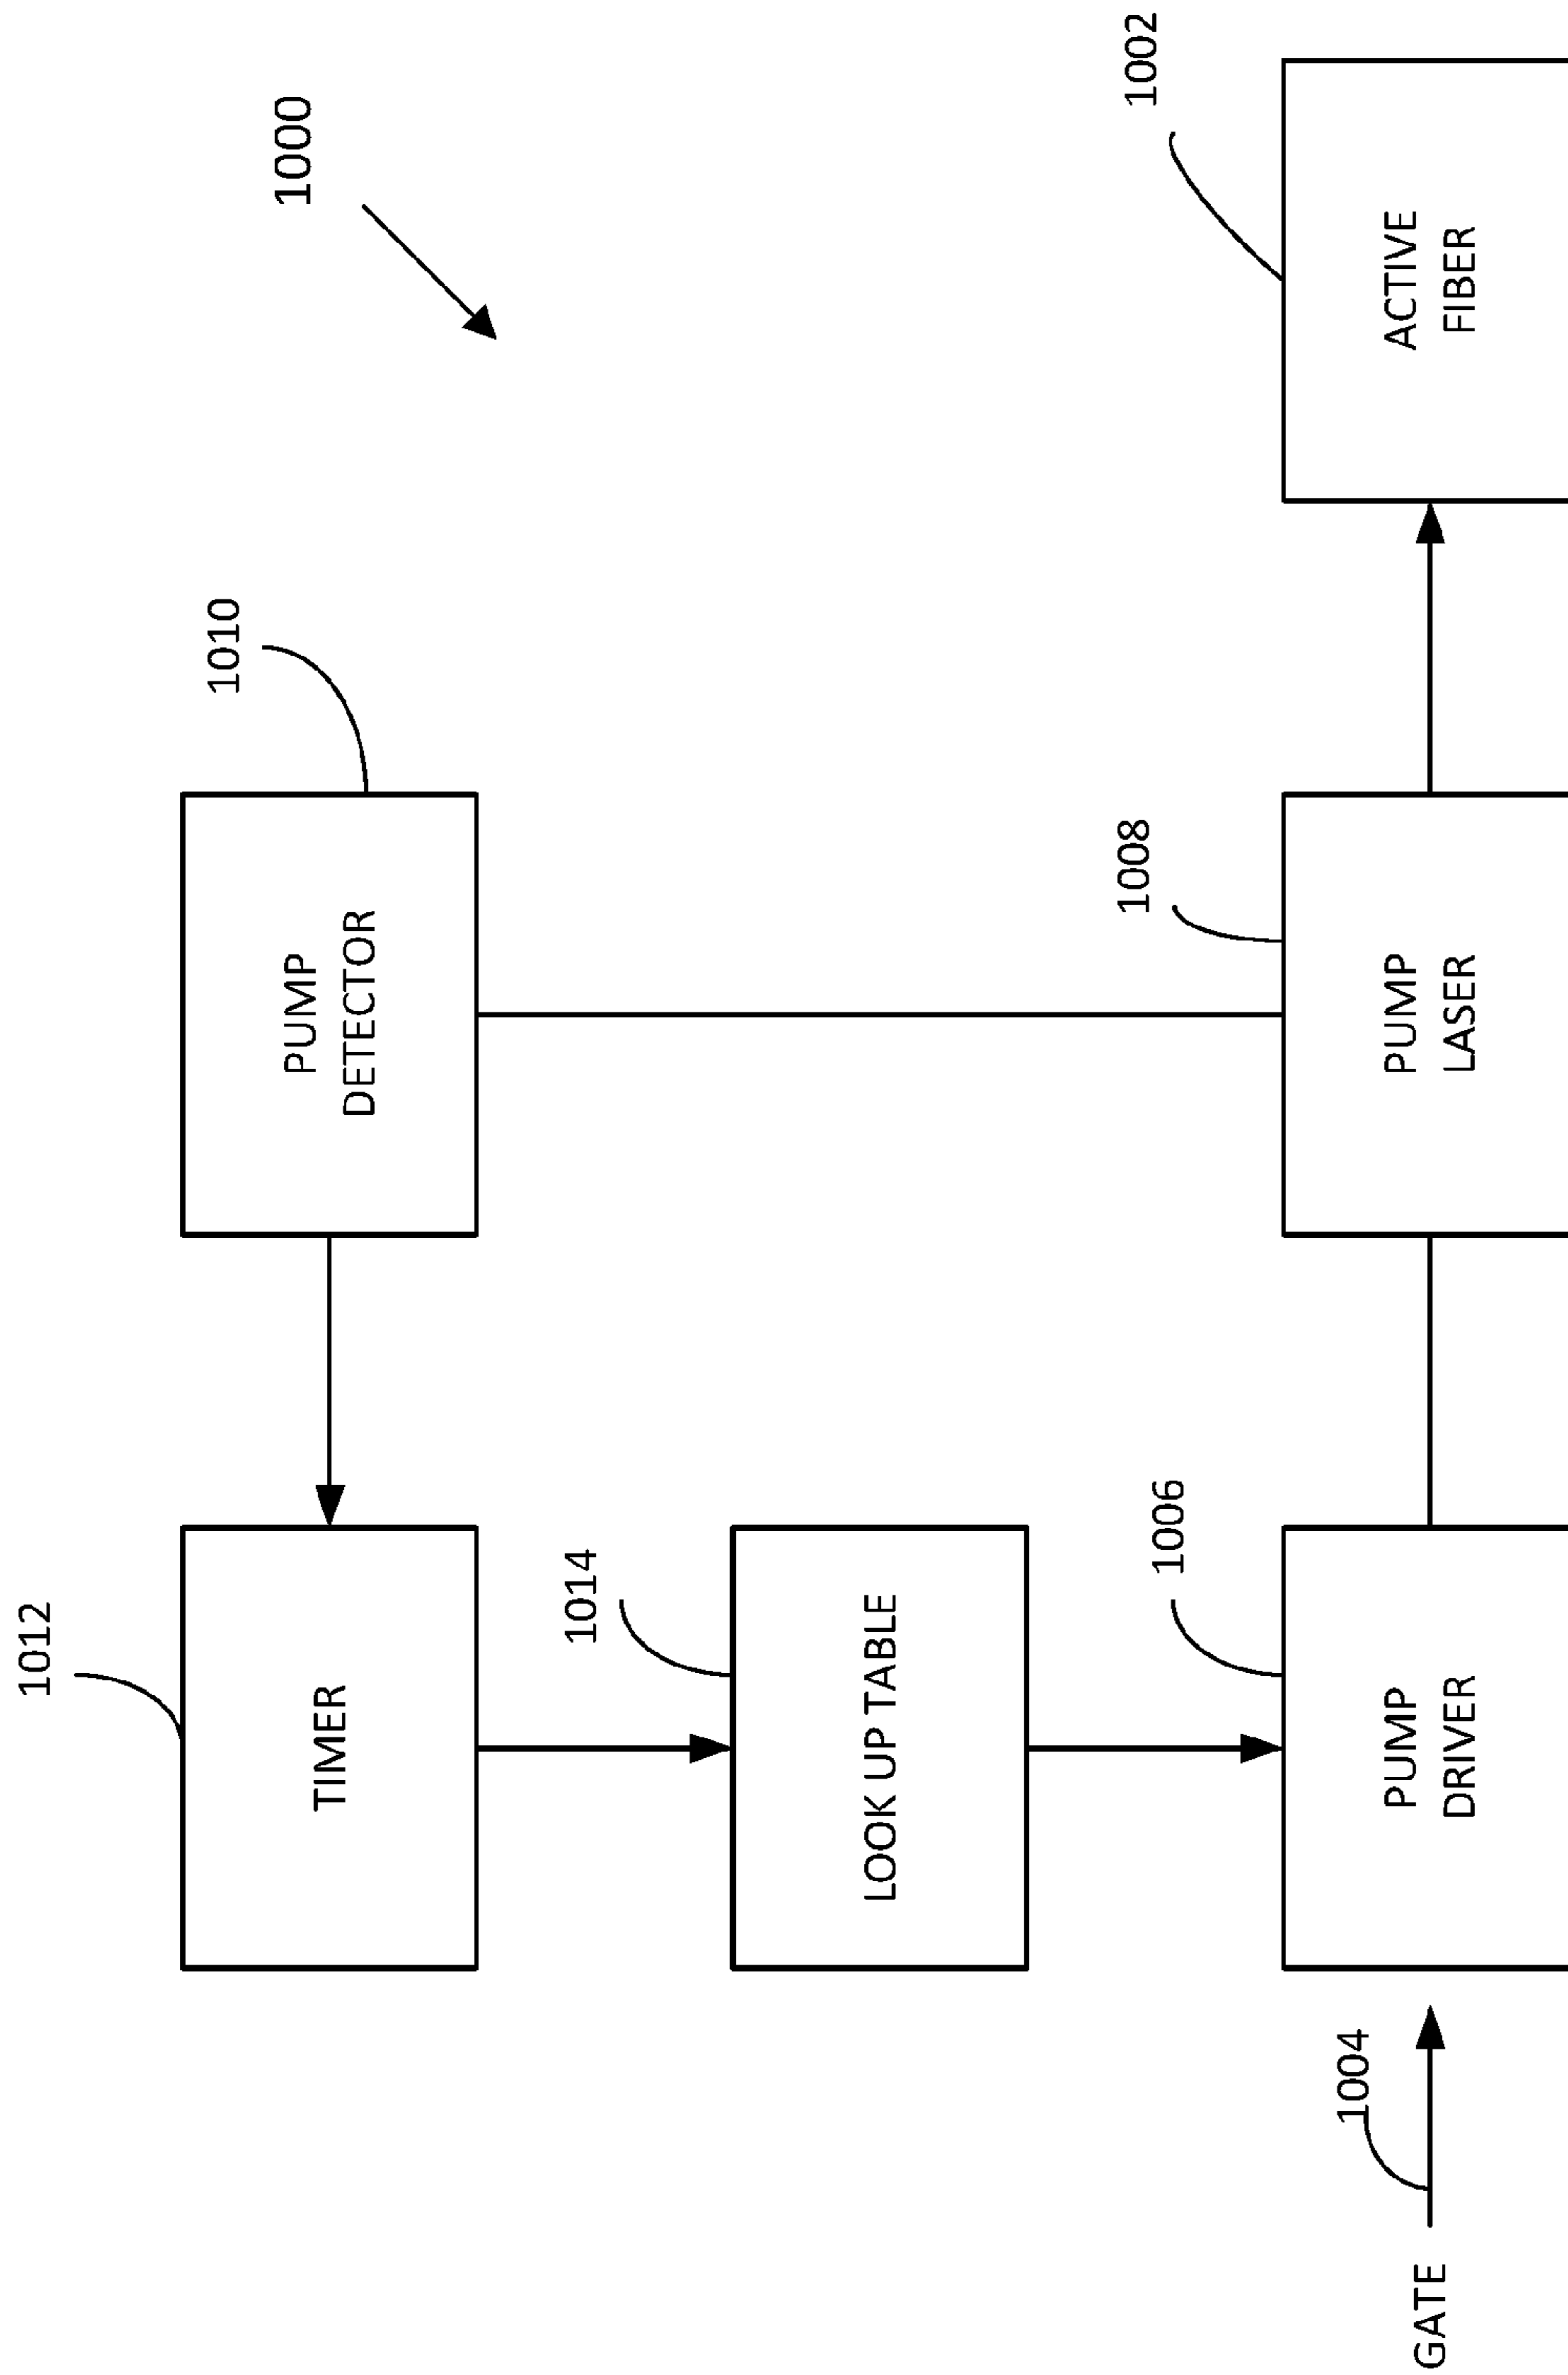 1000
1012
TIMER
1010
PUMP
DETECTOR
1014
LOOK UP TABLE
GATE
1004
1006
PUMP
DRIVER
1008
PUMP
LASER
1002
ACTIVE
FIBER